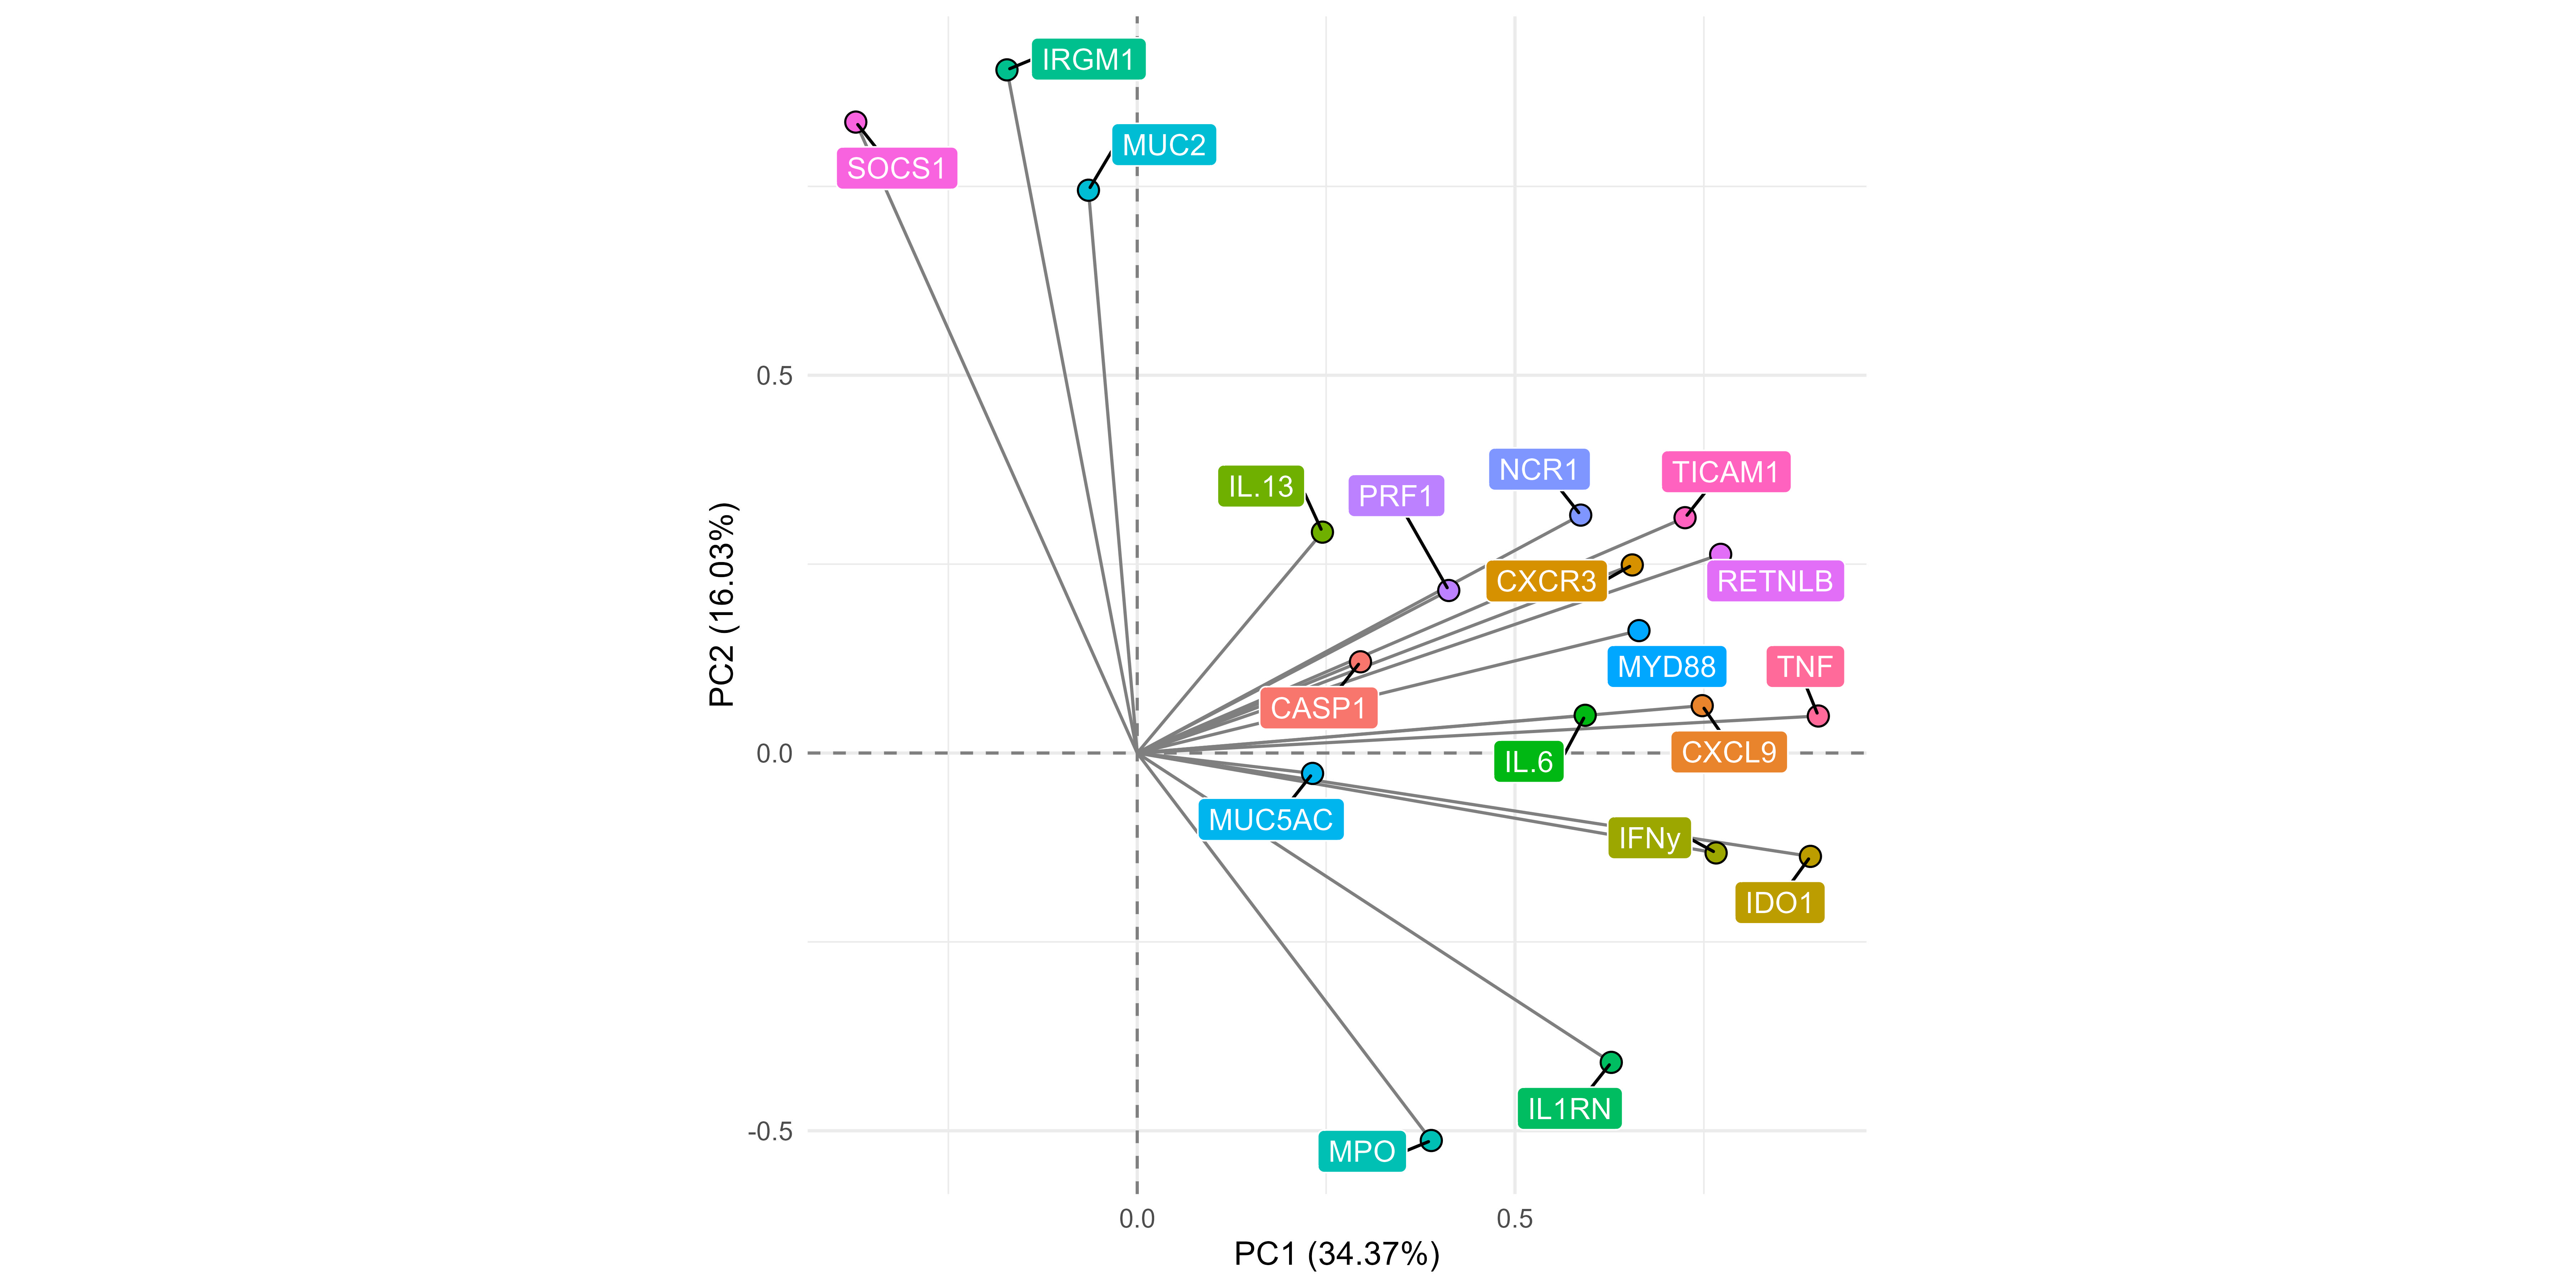 IRGM1
MUC2
SOCS1
0.5
NCR1
TICAM1
IL.13
PRF1
CXCR3
RETNLB
MYD88
TNF
CASP1
PC2 (16.03%)
0.0
CXCL9
IL.6
MUC5AC
IFNy
IDO1
IL1RN
-0.5
MPO
0.0
0.5
PC1 (34.37%)